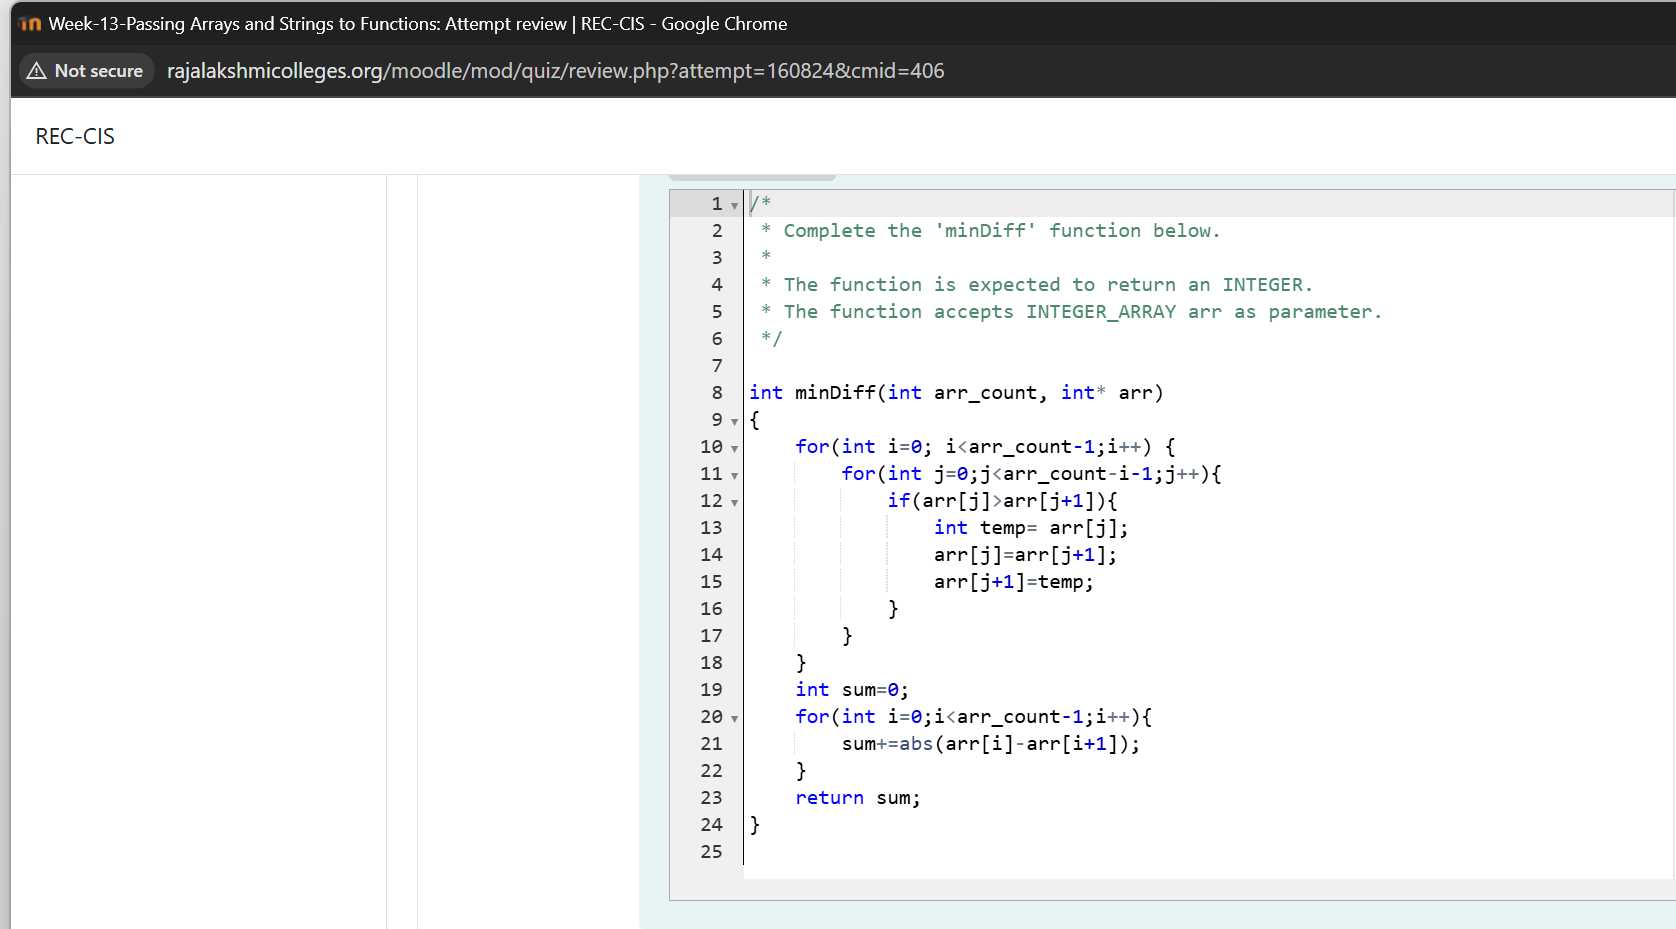 Week-13-Passing Arrays and Strings to Functions: Attempt review | REC-CIS - Google Chrome
Not secure rajalakshmicolleges.org/moodle/mod/quiz/review.php?attempt=160824&cmid=406
REC-CIS
1 /*
2  * Complete the 'minDiff' function below.
3  *
4  * The function is expected to return an INTEGER.
5  * The function accepts INTEGER_ARRAY arr as parameter.
6  */
7
8 int minDiff(int arr_count, int* arr)
9 {
10     for(int i=0; i<arr_count-1;i++) {
11         for(int j=0;j<arr_count-i-1;j++){
12             if(arr[j]>arr[j+1]){
13                 int temp= arr[j];
14                 arr[j]=arr[j+1];
15                 arr[j+1]=temp;
16             }
17         }
18     }
19     int sum=0;
20     for(int i=0;i<arr_count-1;i++){
21         sum+=abs(arr[i]-arr[i+1]);
22     }
23     return sum;
24 }
25